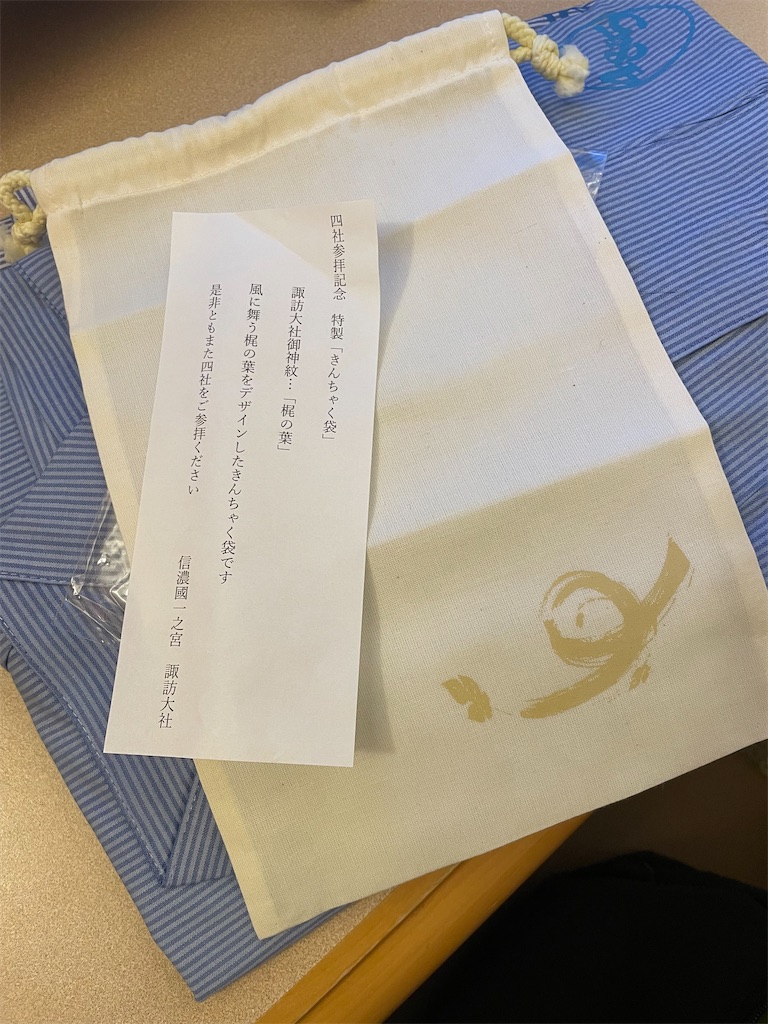 四社参拝記念　特製「きんちゃく袋」
諏訪大社御神紋…「梶の葉」
風に舞う梶の葉をデザインしたきんちゃく袋です
是非ともまた四社をご参拝ください
信濃國一之宮　諏訪大社